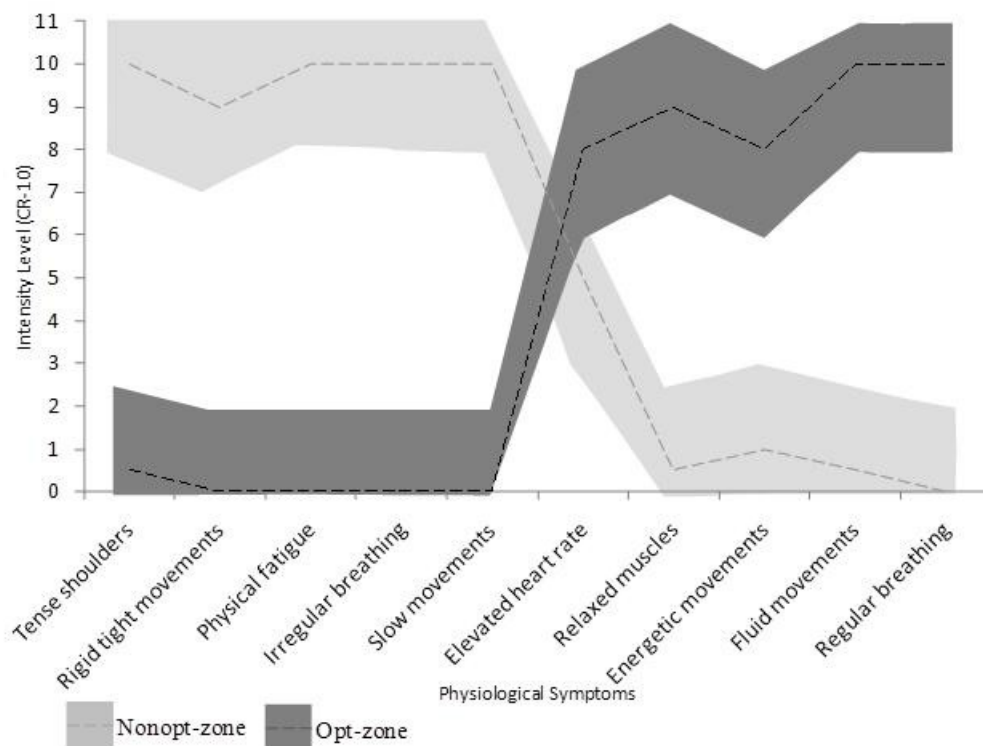 11
10
9
8
7
6
5
4
3
2
1
0
Intensity Level (CR-10)
Tense shoulders
Rigid tight movements
Physical fatigue
Irregular breathing
Slow movements
Elevated heart rate
Relaxed muscles
Energetic movements
Fluid movements
Regular breathing
Physiological Symptoms
Nonopt-zone
Opt-zone